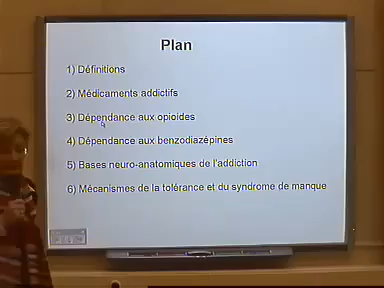 Plan
1) Définitions
2) Médicaments addictifs
3) Dépendance aux opioides
4) Dépendance aux benzodiazépines
5) Bases neuro-anatomiques de l'addiction
6) Mécanismes de la tolérance et du syndrome de manque